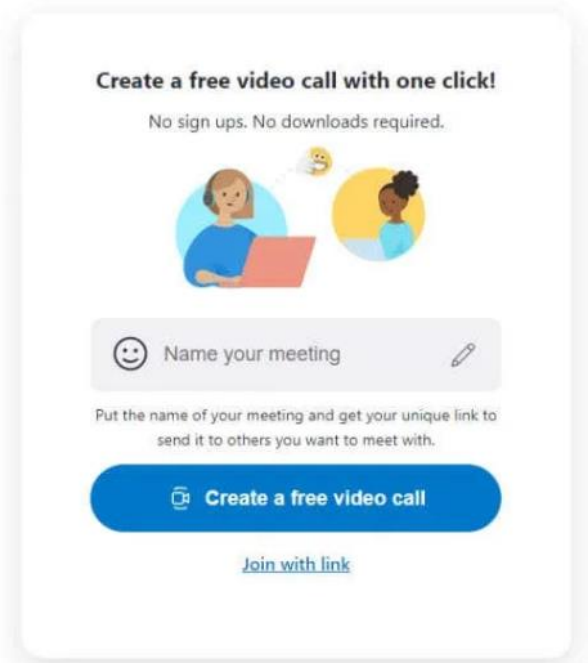 Create a free video call with one click!
No sign ups. No downloads required.
Name your meeting
Put the name of your meeting and get your unique link to
send it to others you want to meet with.
Create a free video call
Join with link